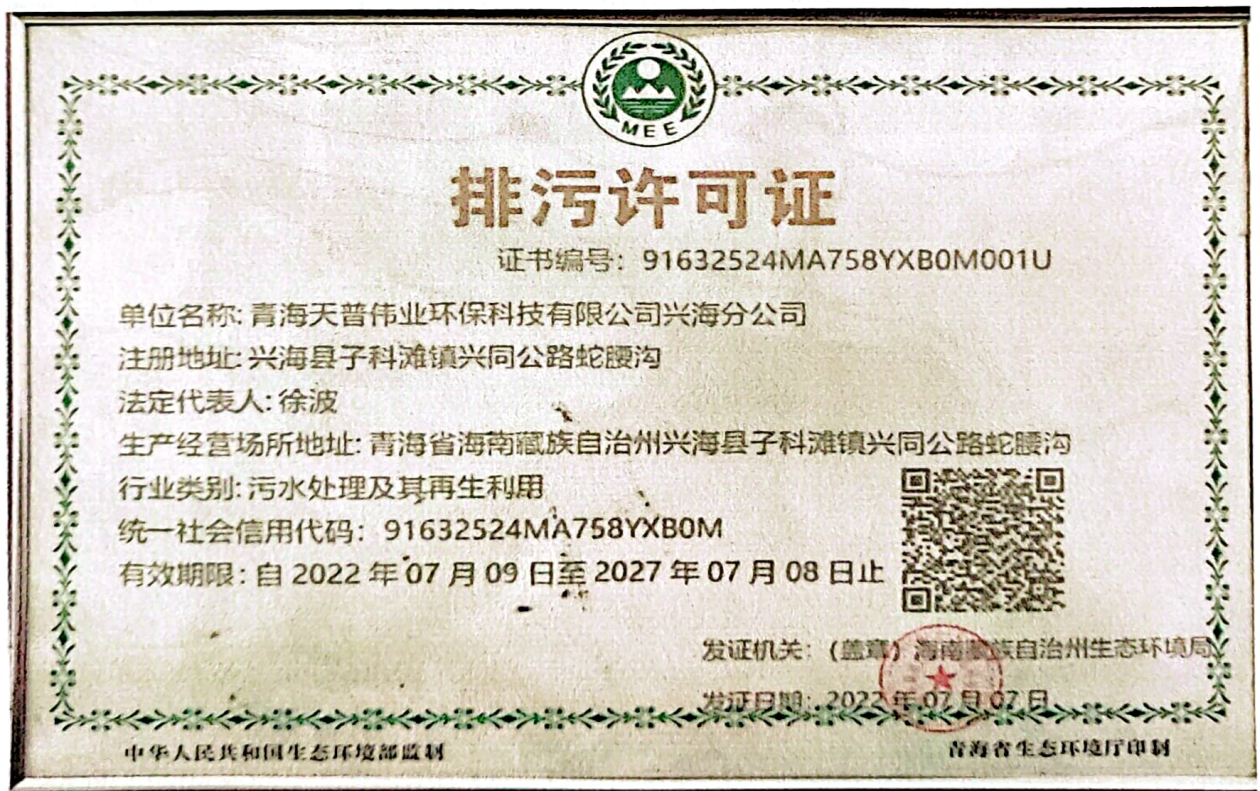 MEE
排污许可证
证书编号：91632524MA758YXB0M001U
单位名称: 青海天普伟业环保科技有限公司兴海分公司
注册地址: 兴海县子科滩镇兴同公路蛇腰沟
法定代表人: 徐波
生产经营场所地址: 青海省海南藏族自治州兴海县子科滩镇兴同公路蛇腰沟
行业类别: 污水处理及其再生利用
统一社会信用代码：91632524MA758YXB0M
有效期限: 自 2022 年 07 月 09 日至 2027 年 07 月 08 日止
发证机关：(盖章) 海南藏族自治州生态环境局
发证日期：2022 年 07 月 07 日
中华人民共和国生态环境部监制
青海省生态环境厅印制